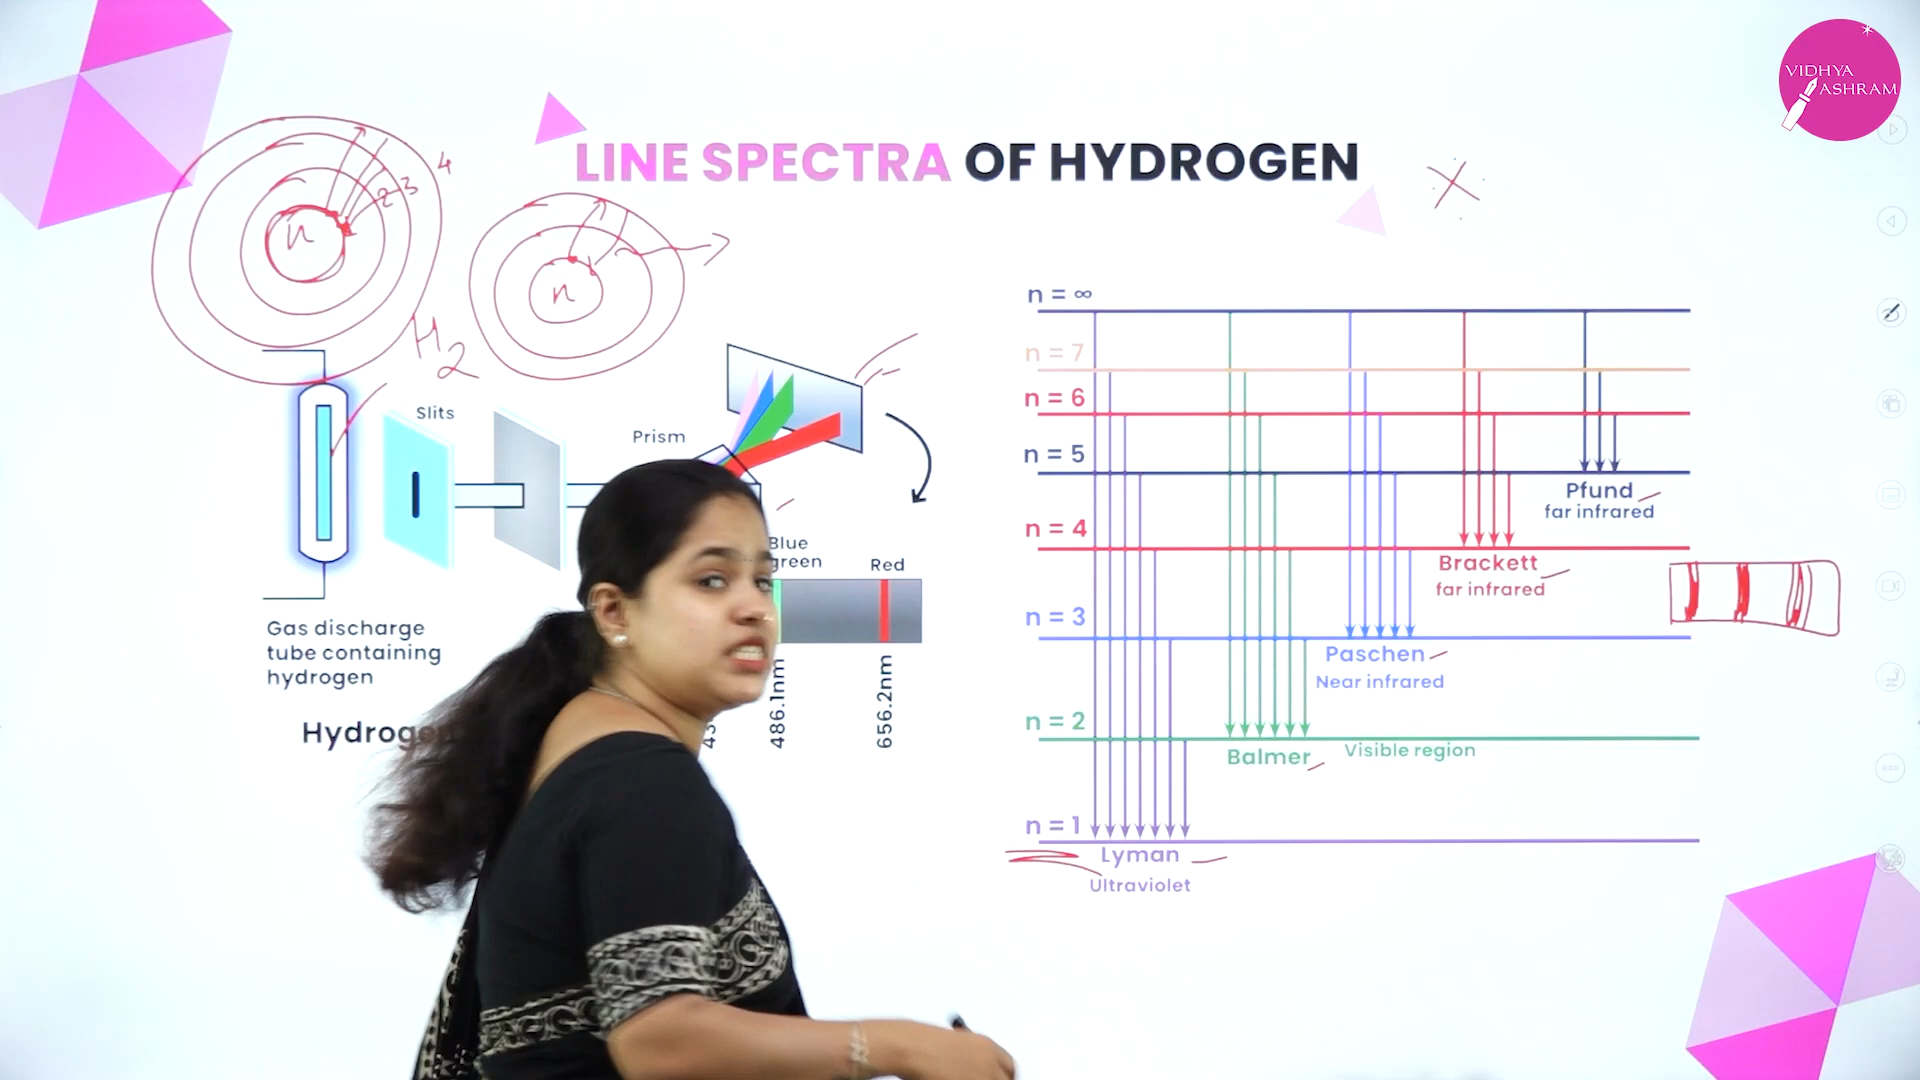 VIDHYA
ASHRAM
LINE SPECTRA OF HYDROGEN
4
3
2
n
n
H2
Slits
Prism
Blue
green
Red
Gas discharge
tube containing
hydrogen
486.1nm
656.2nm
n = ∞
n = 7
n = 6
n = 5
Pfund
far infrared
n = 4
Brackett
far infrared
n = 3
Paschen
Near infrared
n = 2
Balmer
Visible region
n = 1
Lyman
Ultraviolet